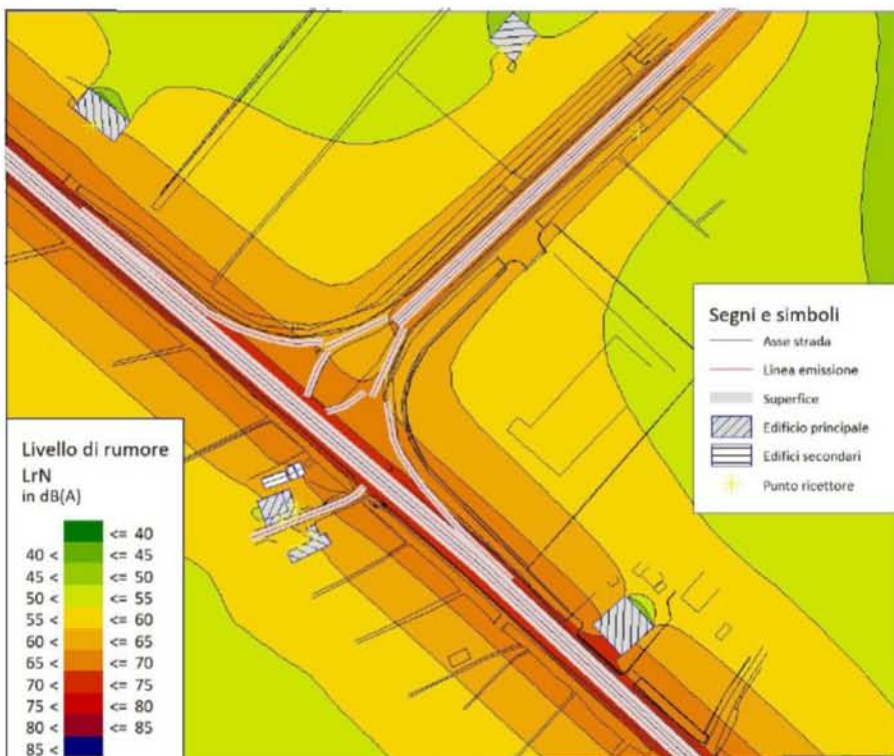 Segni e simboli
Asse strada
Linea emissione
Superfice
Edificio principale
Edifici secondari
Punto ricettore
Livello di rumore
LrN
in dB(A)
<= 40
40 < <= 45
45 < <= 50
50 < <= 55
55 < <= 60
60 < <= 65
65 < <= 70
70 < <= 75
75 < <= 80
80 < <= 85
85 <